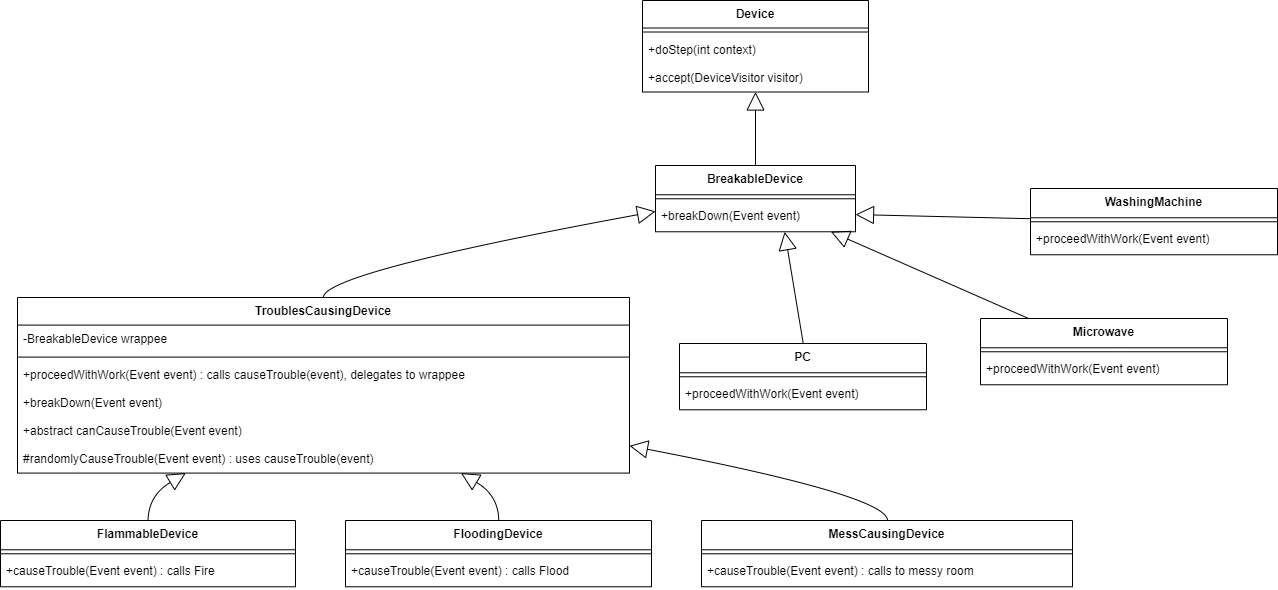 Device
+doStep(int context)
+accept(DeviceVisitor visitor)
BreakableDevice
+breakDown(Event event)
WashingMachine
+proceedWithWork(Event event)
TroublesCausingDevice
-BreakableDevice wrappee
+proceedWithWork(Event event) : calls causeTrouble(event), delegates to wrappee
+breakDown(Event event)
+abstract canCauseTrouble(Event event)
#randomlyCauseTrouble(Event event) : uses causeTrouble(event)
PC
+proceedWithWork(Event event)
Microwave
+proceedWithWork(Event event)
FlammableDevice
+causeTrouble(Event event) : calls Fire
FloodingDevice
+causeTrouble(Event event) : calls Flood
MessCausingDevice
+causeTrouble(Event event) : calls to messy room